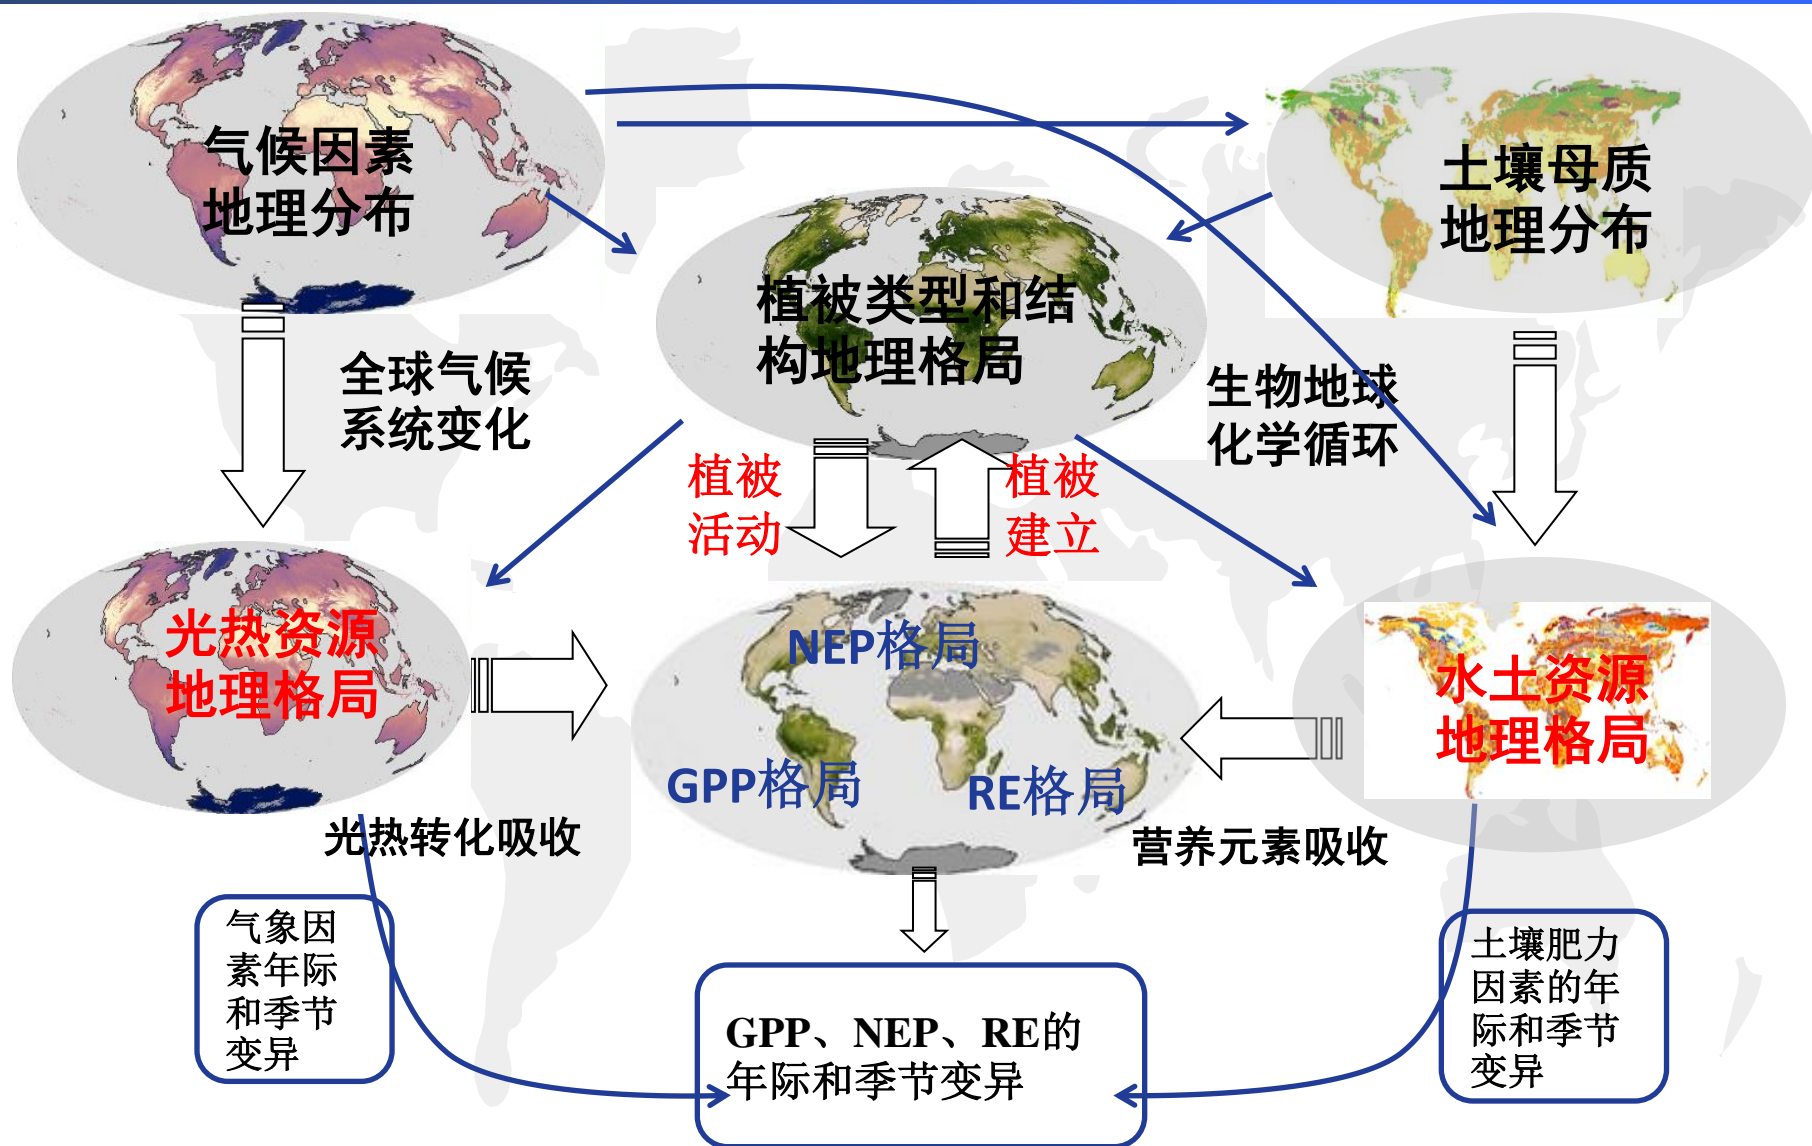 气候因素
地理分布
土壤母质
地理分布
植被类型和结
构地理格局
全球气候
系统变化
生物地球
化学循环
植被
活动
植被
建立
光热资源
地理格局
NEP格局
GPP格局
RE格局
水土资源
地理格局
光热转化吸收
营养元素吸收
气象因
素年际
和季节
变异
GPP、NEP、RE的
年际和季节变异
土壤肥力
因素的年
际和季节
变异